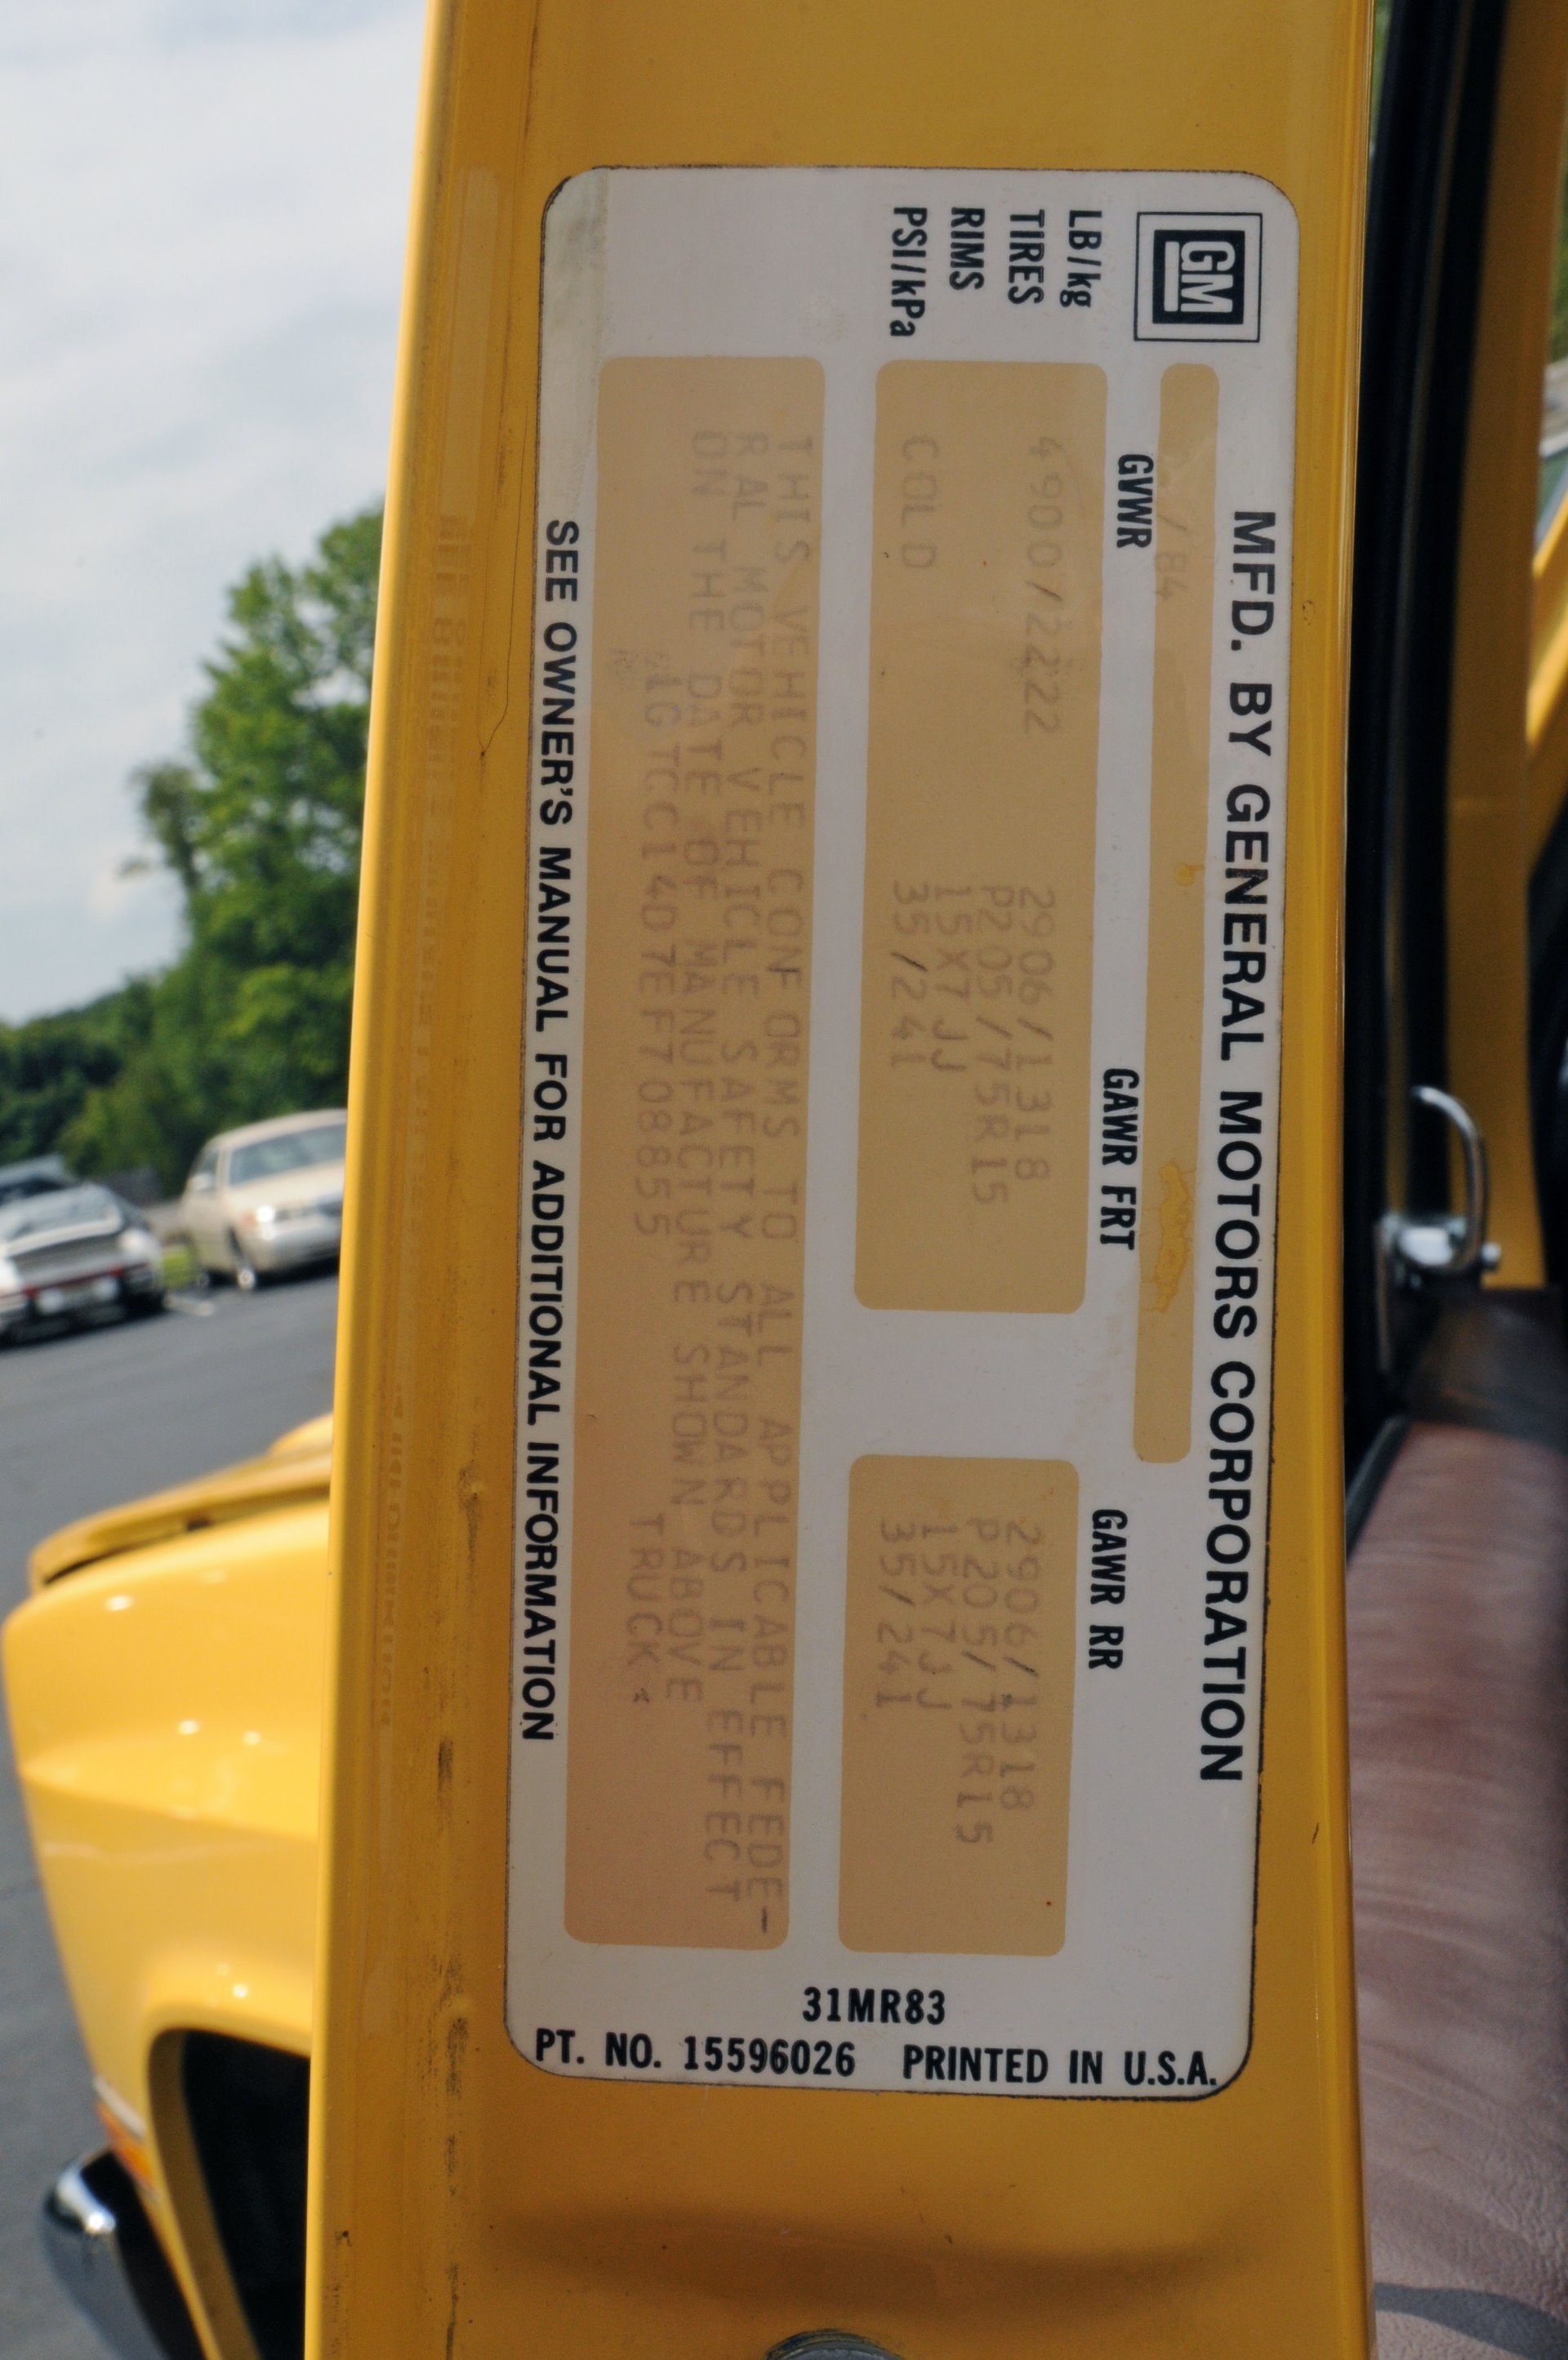 GM
MFD. BY GENERAL MOTORS CORPORATION
/84
GVWR GAWR FRT GAWR RR
LB/kg 4900/2222 2906/1318 2906/1318
TIRES P205/75R15 P205/75R15
RIMS 15X7JJ 15X7JJ
PSI/kPa COLD 35/241 35/241
THIS VEHICLE CONFORMS TO ALL APPLICABLE FEDE-
RAL MOTOR VEHICLE SAFETY STANDARDS IN EFFECT
ON THE DATE OF MANUFACTURE SHOWN ABOVE
1GTCC14D7EF708855 TRUCK
SEE OWNER'S MANUAL FOR ADDITIONAL INFORMATION
31MR83
PT. NO. 15596026 PRINTED IN U.S.A.